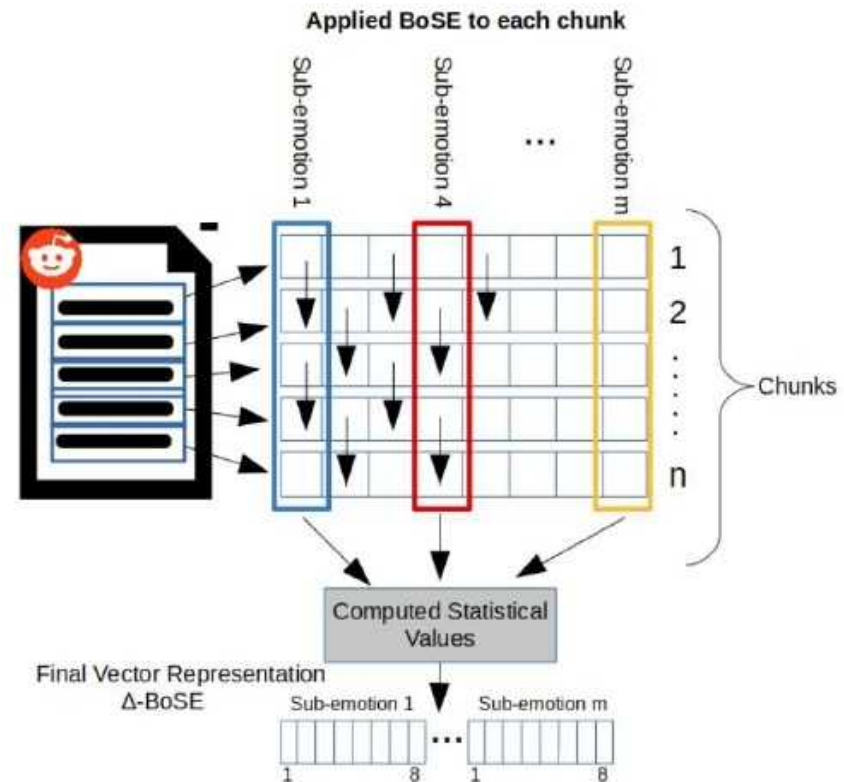 Applied BoSE to each chunk
Sub-emotion 1
Sub-emotion 4
...
Sub-emotion m
1
2
n
Chunks
Computed Statistical
Values
Final Vector Representation
Δ-BoSE
Sub-emotion 1
...
Sub-emotion m
1 8 1 8